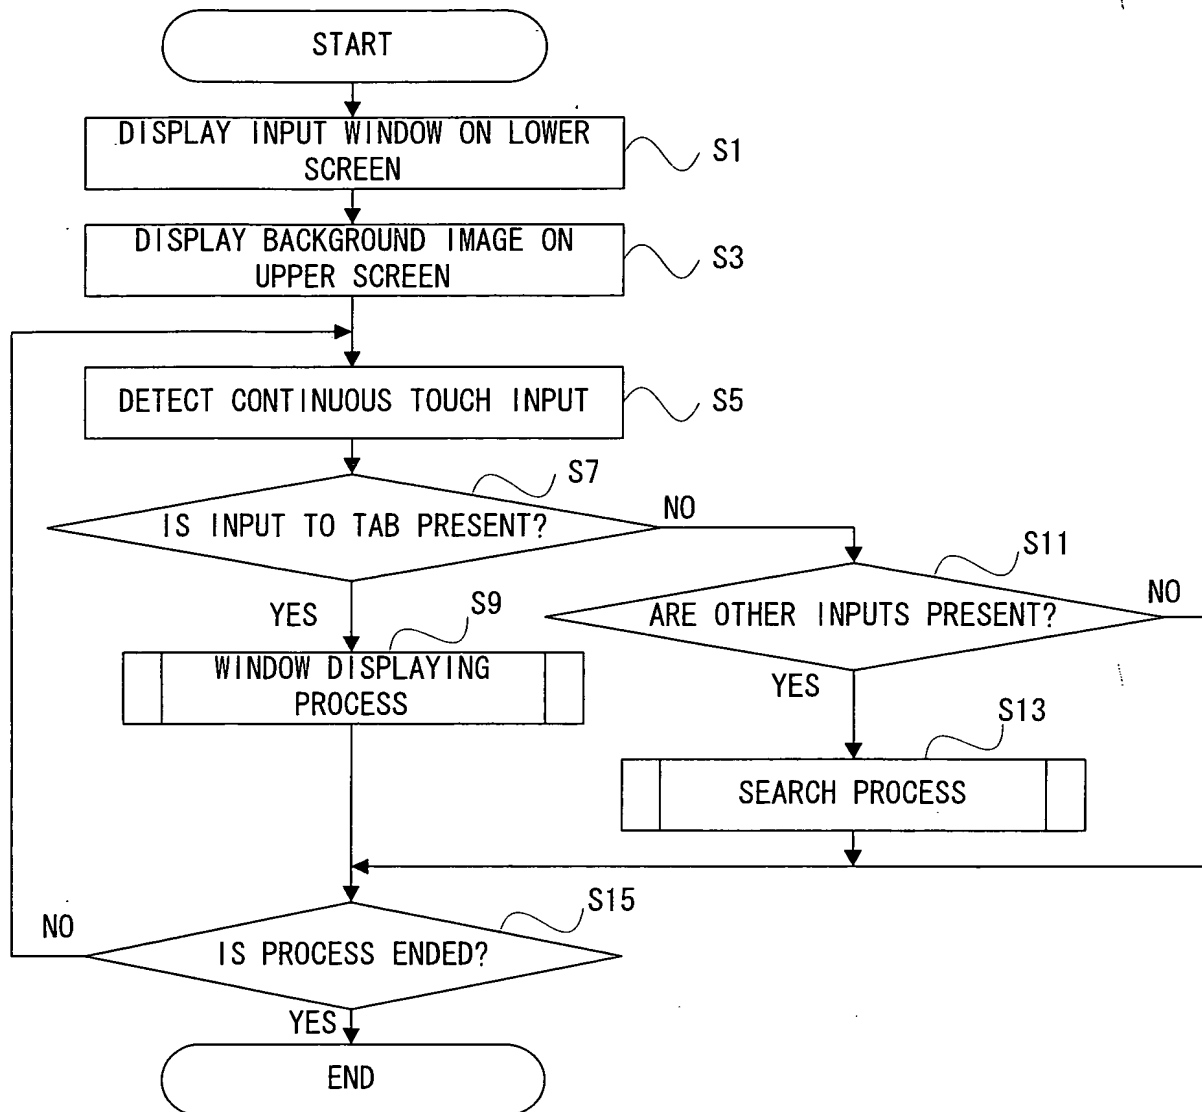 START
DISPLAY INPUT WINDOW ON LOWER
SCREEN
S1
DISPLAY BACKGROUND IMAGE ON
UPPER SCREEN
S3
DETECT CONTINUOUS TOUCH INPUT
S5
S7
IS INPUT TO TAB PRESENT?
NO
S11
YES
S9
ARE OTHER INPUTS PRESENT?
NO
WINDOW DISPLAYING
PROCESS
YES
S13
SEARCH PROCESS
S15
NO
IS PROCESS ENDED?
YES
END